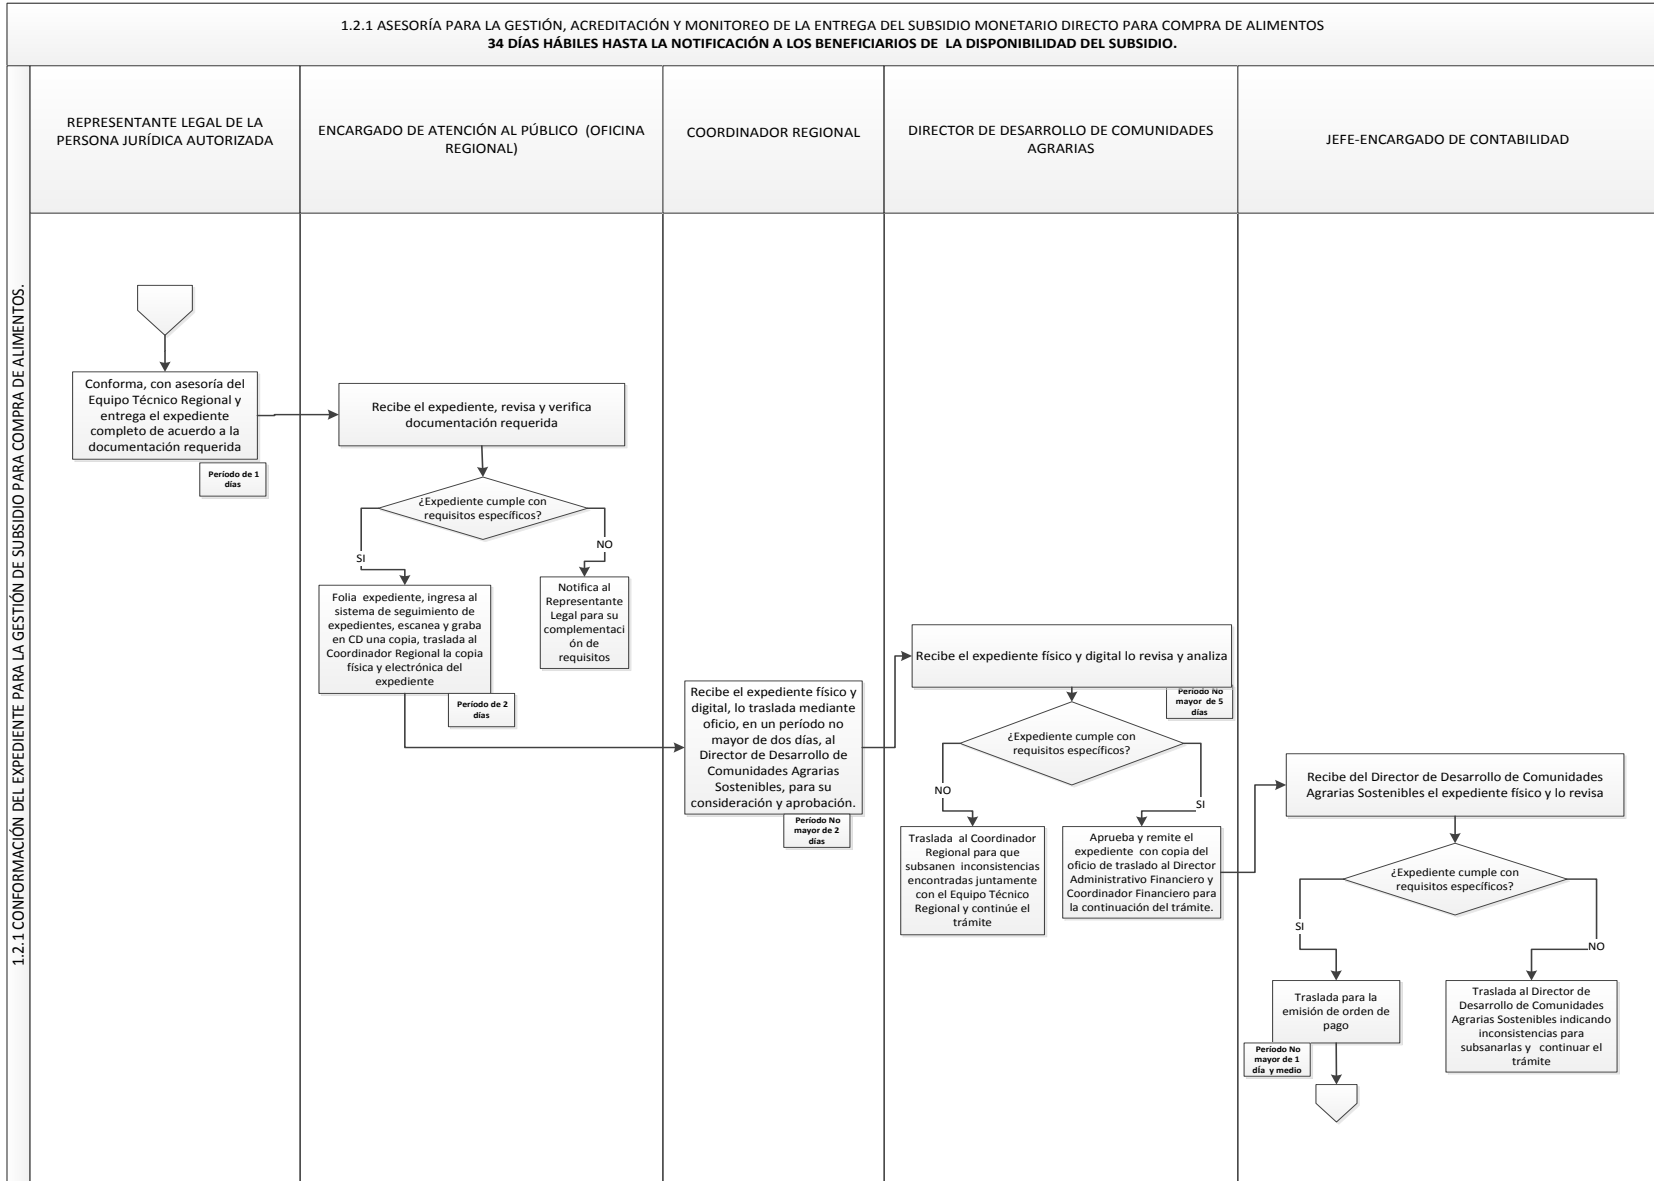 1.2.1 ASESORÍA PARA LA GESTIÓN, ACREDITACIÓN Y MONITOREO DE LA ENTREGA DEL SUBSIDIO MONETARIO DIRECTO PARA COMPRA DE ALIMENTOS
34 DÍAS HÁBILES HASTA LA NOTIFICACIÓN A LOS BENEFICIARIOS DE LA DISPONIBILIDAD DEL SUBSIDIO.
1.2.1 CONFORMACIÓN DEL EXPEDIENTE PARA LA GESTIÓN DE SUBSIDIO PARA COMPRA DE ALIMENTOS.
REPRESENTANTE LEGAL DE LA
PERSONA JURÍDICA AUTORIZADA
ENCARGADO DE ATENCIÓN AL PÚBLICO (OFICINA
REGIONAL)
COORDINADOR REGIONAL
DIRECTOR DE DESARROLLO DE COMUNIDADES
AGRARIAS
JEFE-ENCARGADO DE CONTABILIDAD
Conforma, con asesoría del
Equipo Técnico Regional y
entrega el expediente
completo de acuerdo a la
documentación requerida
Período de 1
días
Recibe el expediente, revisa y verifica
documentación requerida
¿Expediente cumple con
requisitos específicos?
SI
NO
Folia expediente, ingresa al
sistema de seguimiento de
expedientes, escanea y graba
en CD una copia, traslada al
Coordinador Regional la copia
física y electrónica del
expediente
Período de 2
días
Notifica al
Representante
Legal para su
complementaci
ón de
requisitos
Recibe el expediente físico y
digital, lo traslada mediante
oficio, en un período no
mayor de dos días, al
Director de Desarrollo de
Comunidades Agrarias
Sostenibles, para su
consideración y aprobación.
Período No
mayor de 2
días
Recibe el expediente físico y digital lo revisa y analiza
Período No
mayor de 5
días
¿Expediente cumple con
requisitos específicos?
NO
SI
Traslada al Coordinador
Regional para que
subsanen inconsistencias
encontradas juntamente
con el Equipo Técnico
Regional y continúe el
trámite
Aprueba y remite el
expediente con copia del
oficio de traslado al Director
Administrativo Financiero y
Coordinador Financiero para
la continuación del trámite.
Recibe del Director de Desarrollo de Comunidades
Agrarias Sostenibles el expediente físico y lo revisa
¿Expediente cumple con
requisitos específicos?
SI
NO
Traslada para la
emisión de orden de
pago
Período No
mayor de 1
día y medio
Traslada al Director de
Desarrollo de Comunidades
Agrarias Sostenibles indicando
inconsistencias para
subsanarlas y continuar el
trámite